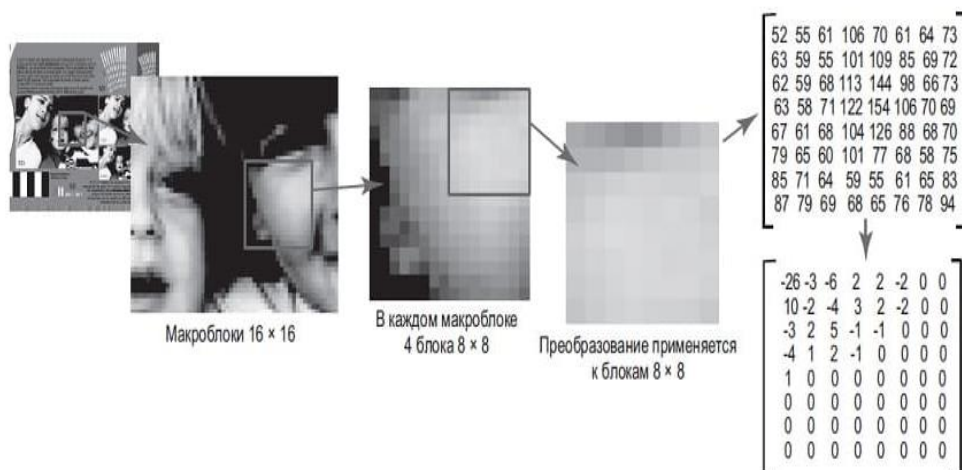 Макроблоки 16 × 16
В каждом макроблоке
4 блока 8 × 8
Преобразование применяется
к блокам 8 × 8
52 55 61 106 70 61 64 73
63 59 55 101 109 85 69 72
62 59 68 113 144 98 66 73
63 58 71 122 154 106 70 69
67 61 68 104 126 88 68 70
79 65 60 101 77 68 58 75
85 71 64 59 55 61 65 83
87 79 69 68 65 76 78 94
-26 -3 -6 2 2 -2 0 0
10 -2 -4 3 2 -2 0 0
-3 2 5 -1 -1 0 0 0
-4 1 2 -1 0 0 0 0
1 0 0 0 0 0 0 0
0 0 0 0 0 0 0 0
0 0 0 0 0 0 0 0
0 0 0 0 0 0 0 0